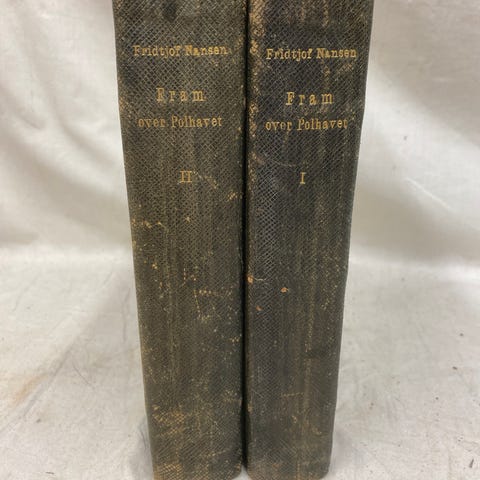 Fridtjof Nansen
Fram
over Polhavet
II
Fridtjof Nansen
Fram
over Polhavet
I